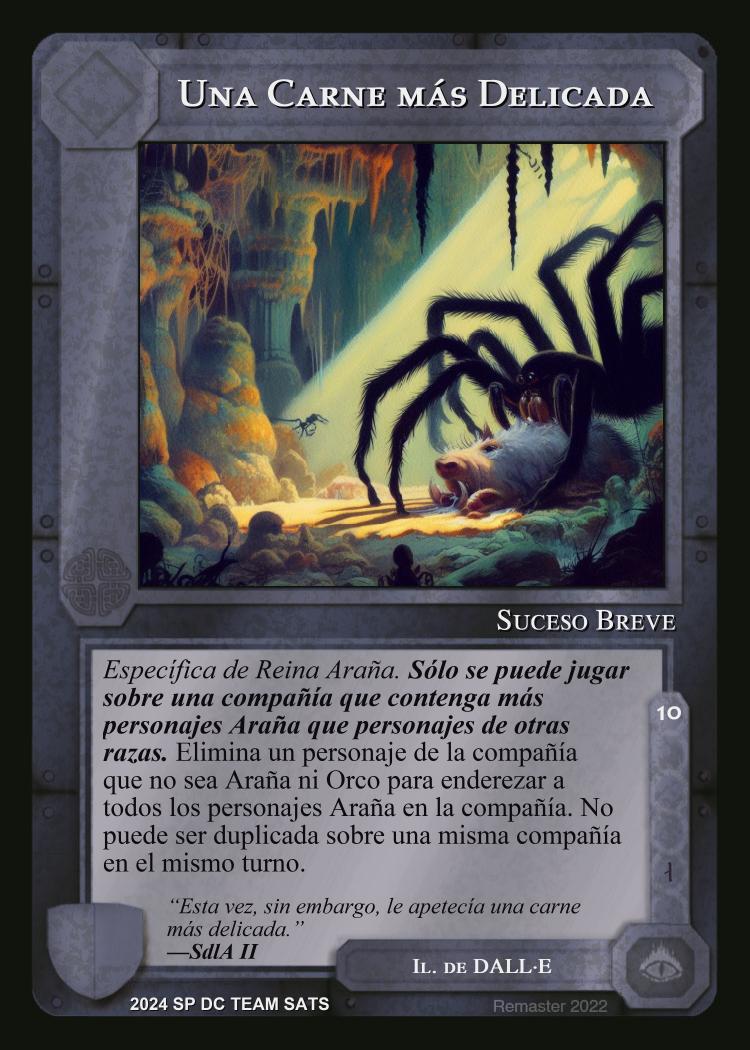 Una Carne más Delicada
Suceso Breve
Específica de Reina Araña. Sólo se puede jugar
sobre una compañía que contenga más
personajes Araña que personajes de otras
razas. Elimina un personaje de la compañía
que no sea Araña ni Orco para enderezar a
todos los personajes Araña en la compañía. No
puede ser duplicada sobre una misma compañía
en el mismo turno.
10
“Esta vez, sin embargo, le apetecía una carne
más delicada.”
—SdlA II
Il. de DALL·E
2024 SP DC TEAM SATS
Remaster 2022